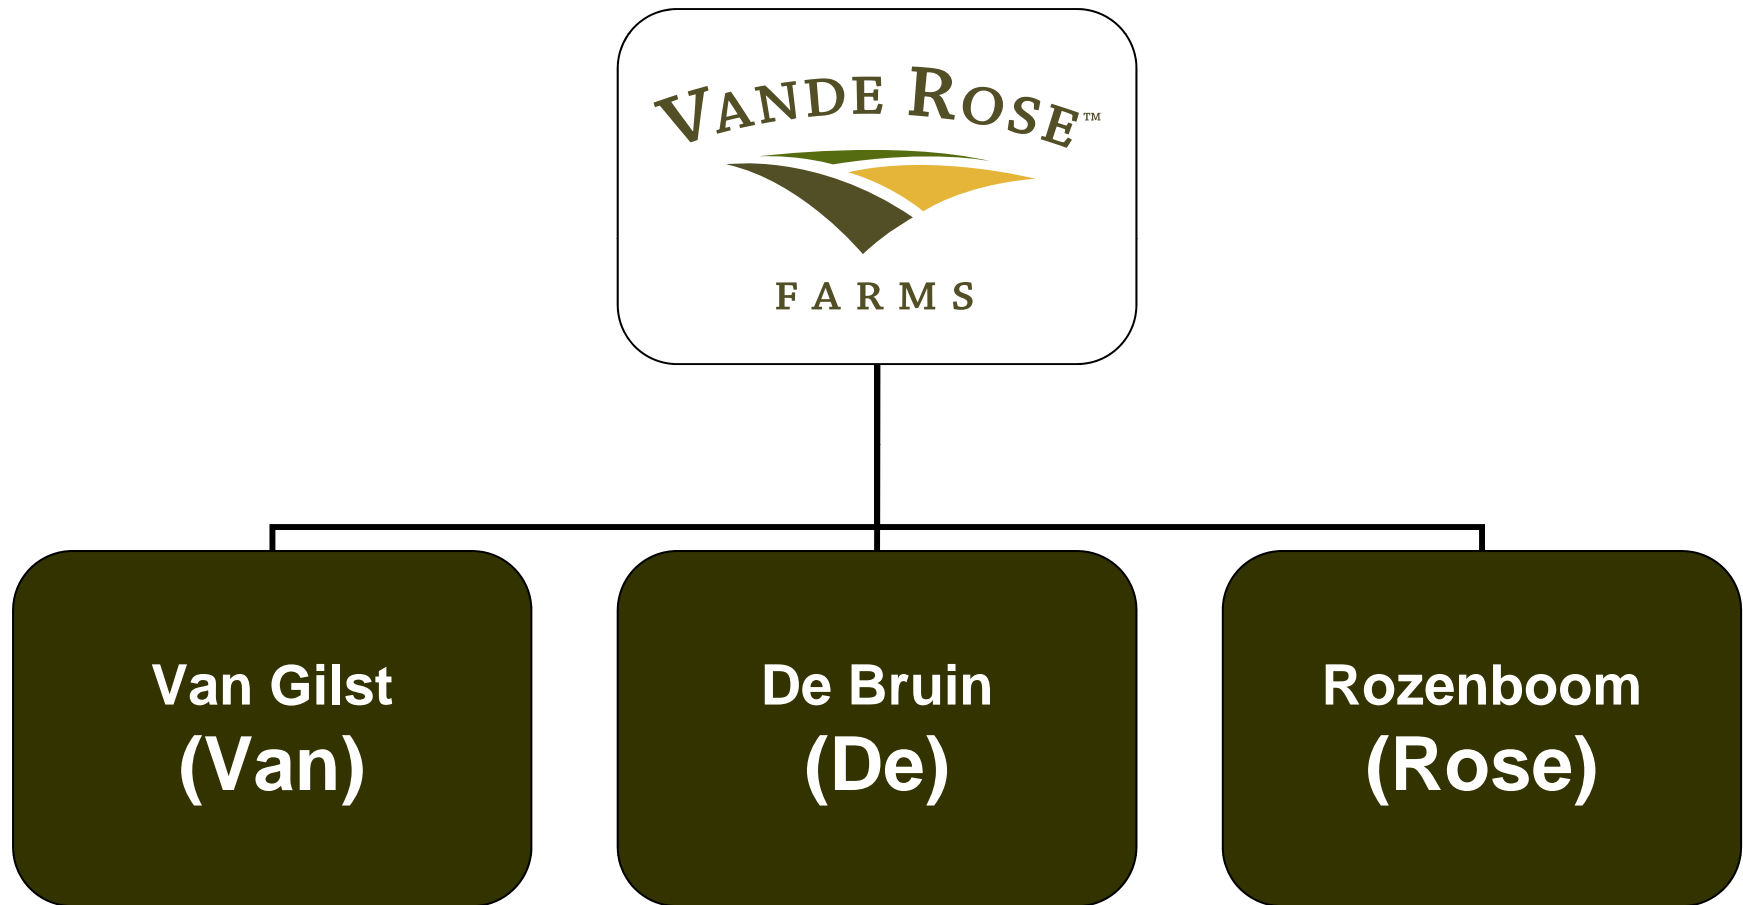 VANDE ROSE™
FARMS
Van Gilst
(Van)
De Bruin
(De)
Rozenboom
(Rose)